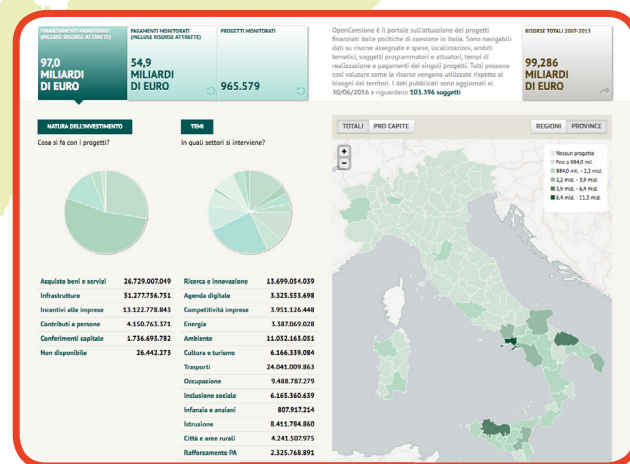 FINANZIAMENTI MONITORATI
(INCLUSE RISORSE ATTRATTE)
97,0
MILIARDI
DI EURO
PAGAMENTI MONITORATI
(INCLUSE RISORSE ATTRATTE)
54,9
MILIARDI
DI EURO
PROGETTI MONITORATI
965.579
OpenCoesione è il portale sull'attuazione dei progetti
finanziati dalle politiche di coesione in Italia. Sono navigabili
dati su risorse assegnate e spese, localizzazioni, ambiti
tematici, soggetti programmatori e attuatori, tempi di
realizzazione e pagamenti dei singoli progetti. Tutti possono
così valutare come le risorse vengono utilizzate rispetto ai
bisogni dei territori. I dati pubblicati sono aggiornati al
30/06/2016 e riguardano 103.396 soggetti
RISORSE TOTALI 2007-2013
99,286
MILIARDI
DI EURO
NATURA DELL'INVESTIMENTO
Cosa si fa con i progetti?
TEMI
In quali settori si interviene?
Acquisto beni e servizi 26.729.007.049
Infrastrutture 51.277.756.751
Incentivi alle imprese 13.122.778.843
Contributi a persone 4.150.763.371
Conferimenti capitale 1.736.693.782
Non disponibile 26.442.273
Ricerca e innovazione 13.699.054.039
Agenda digitale 3.325.553.698
Competitività imprese 3.951.126.448
Energia 3.387.069.028
Ambiente 11.032.163.051
Cultura e turismo 6.166.339.084
Trasporti 24.041.009.863
Occupazione 9.488.787.279
Inclusione sociale 6.163.360.639
Infanzia e anziani 807.917.214
Istruzione 8.411.784.860
Città e aree rurali 4.241.507.975
Rafforzamento PA 2.325.768.891
TOTALI PRO CAPITE
REGIONI PROVINCE
+
-
Nessun progetto
fino a 884,0 mil.
884,0 mil. - 2,2 mld.
2,2 mld. - 3,9 mld.
3,9 mld. - 6,4 mld.
6,4 mld. - 11,5 mld.